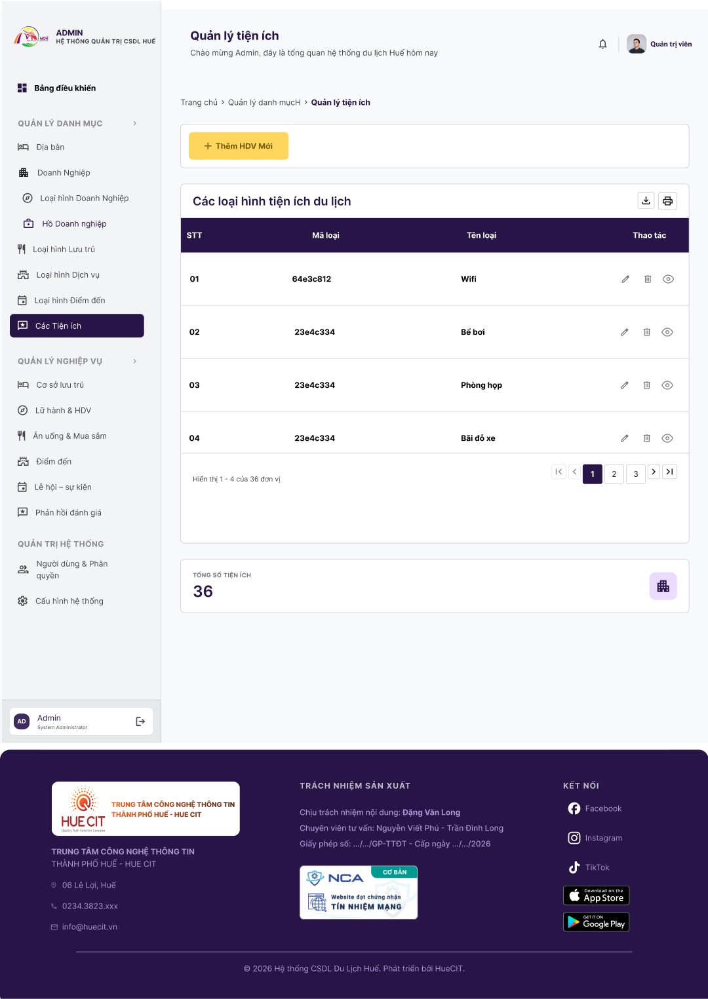 ADMIN
HỆ THỐNG QUẢN TRỊ CSDL HUẾ
Bảng điều khiển
QUẢN LÝ DANH MỤC
Địa bàn
Doanh Nghiệp
Loại hình Doanh Nghiệp
Hồ Doanh nghiệp
Loại hình Lưu trú
Loại hình Dịch vụ
Loại hình Điểm đến
Các Tiện ích
QUẢN LÝ NGHIỆP VỤ
Cơ sở lưu trú
Lữ hành & HDV
Ăn uống & Mua sắm
Điểm đến
Lễ hội – sự kiện
Phản hồi đánh giá
QUẢN TRỊ HỆ THỐNG
Người dùng & Phân
quyền
Cấu hình hệ thống
AD
Admin
System Administrator
Quản lý tiện ích
Chào mừng Admin, đây là tổng quan hệ thống du lịch Huế hôm nay
Quản trị viên
Trang chủ › Quản lý danh mụcH › Quản lý tiện ích
+ Thêm HDV Mới
Các loại hình tiện ích du lịch
STT Mã loại Tên loại Thao tác
01 64e3c812 Wifi
02 23e4c334 Bể bơi
03 23e4c334 Phòng họp
04 23e4c334 Bãi đỗ xe
Hiển thị 1 - 4 của 36 đơn vị
1 2 3
TỔNG SỐ TIỆN ÍCH
36
HUE CIT
Quality Tech Solution Complex
TRUNG TÂM CÔNG NGHỆ THÔNG TIN
THÀNH PHỐ HUẾ - HUE CIT
TRUNG TÂM CÔNG NGHỆ THÔNG TIN
THÀNH PHỐ HUẾ - HUE CIT
06 Lê Lợi, Huế
0234.3823.xxx
info@huecit.vn
TRÁCH NHIỆM SẢN XUẤT
Chịu trách nhiệm nội dung: Đặng Văn Long
Chuyên viên tư vấn: Nguyễn Viết Phú - Trần Đình Long
Giấy phép số: .../.../GP-TTĐT - Cấp ngày .../.../2026
NCA
CƠ BẢN
Website đạt chứng nhận
TÍN NHIỆM MẠNG
KẾT NỐI
Facebook
Instagram
TikTok
Download on the
App Store
GET IT ON
Google Play
© 2026 Hệ thống CSDL Du Lịch Huế. Phát triển bởi HueCIT.